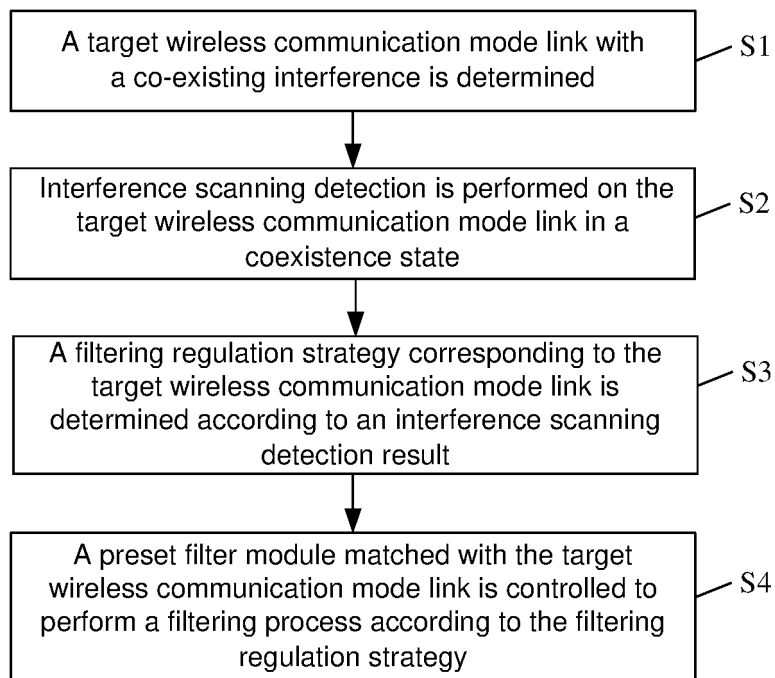 A target wireless communication mode link with
a co-existing interference is determined
S1
Interference scanning detection is performed on the
target wireless communication mode link in a
coexistence state
S2
A filtering regulation strategy corresponding to the
target wireless communication mode link is
determined according to an interference scanning
detection result
S3
A preset filter module matched with the target
wireless communication mode link is controlled to
perform a filtering process according to the filtering
regulation strategy
S4